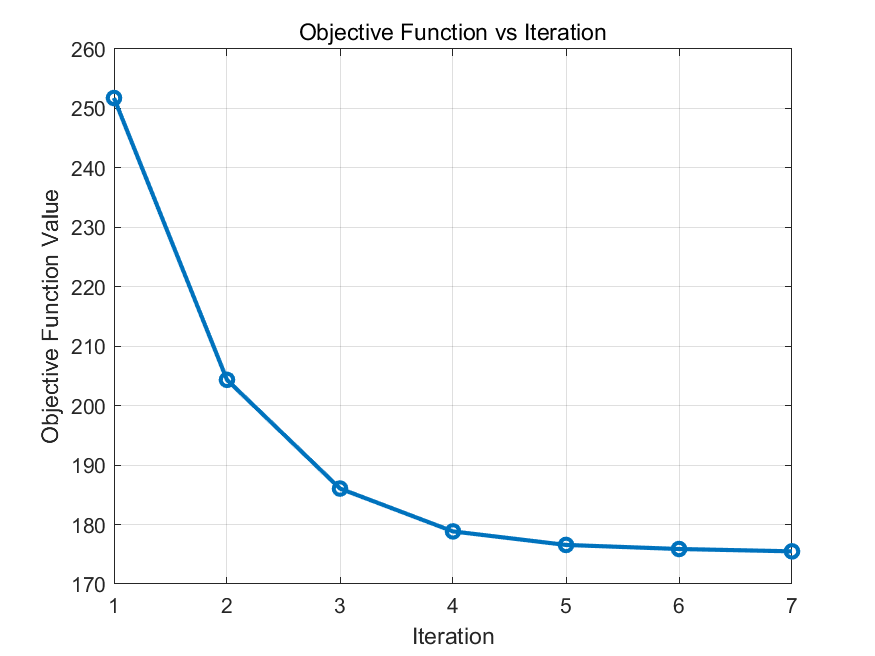 Objective Function vs Iteration
Objective Function Value
260
250
240
230
220
210
200
190
180
170
1 2 3 4 5 6 7
Iteration